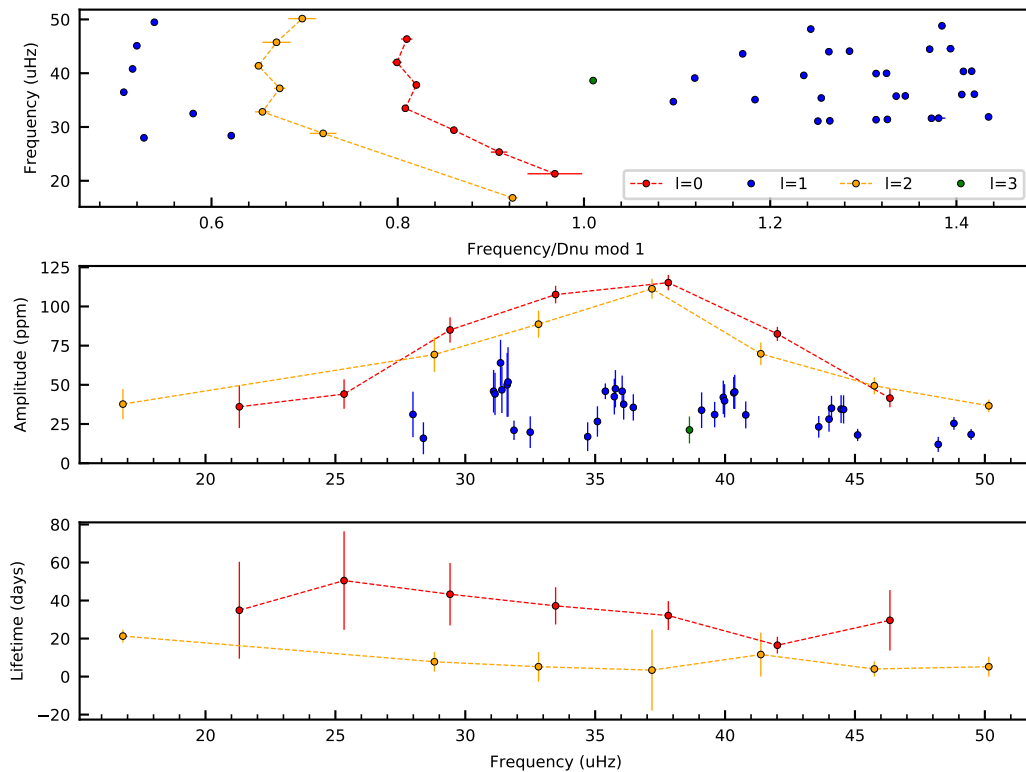 50
40
30
20
Frequency (uHz)
l=0 l=1 l=2 l=3
0.6 0.8 1.0 1.2 1.4
Frequency/Dnu mod 1
125
100
75
50
25
0
Amplitude (ppm)
20 25 30 35 40 45 50
80
60
40
20
0
−20
Lifetime (days)
20 25 30 35 40 45 50
Frequency (uHz)